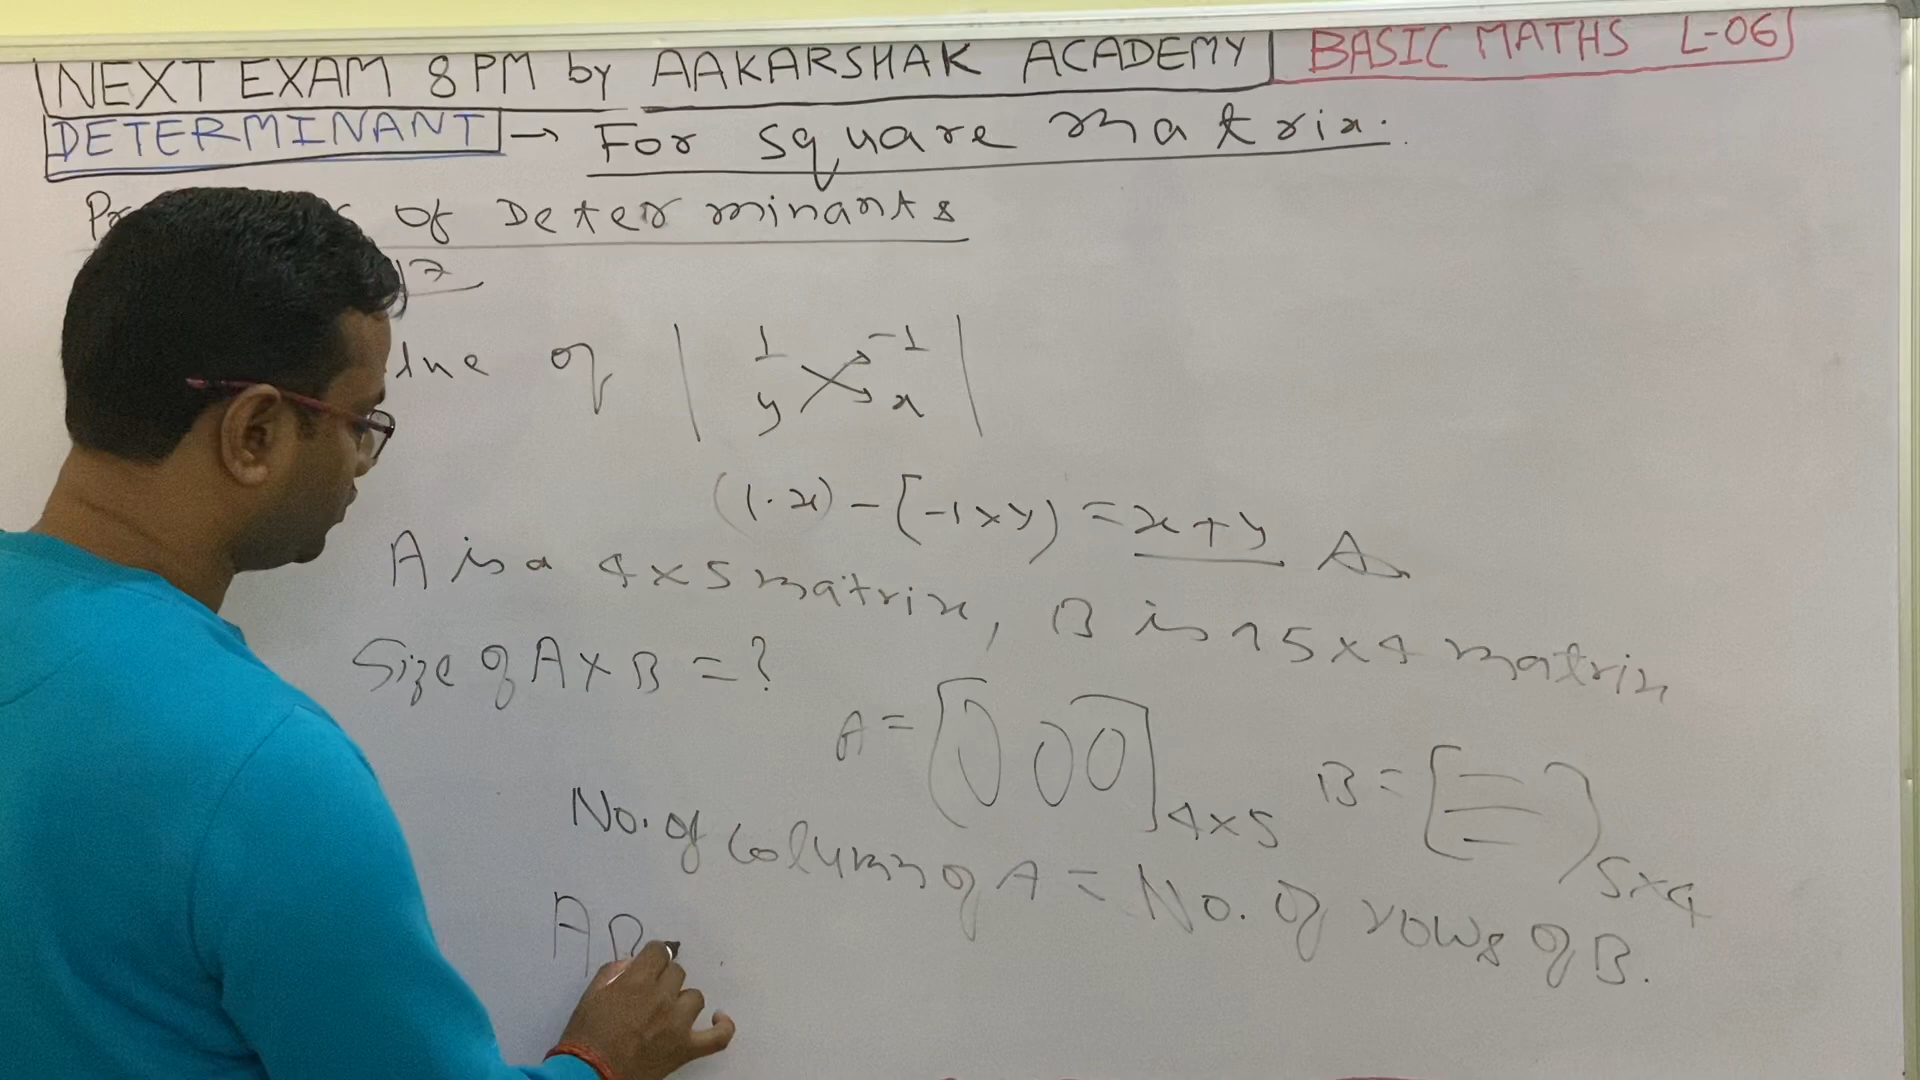 NEXT EXAM 8 PM by AAKARSHAK ACADEMY BASIC MATHS L-06
DETERMINANT → For square matrix.
of Determinants
of | 1 -1 |
| y x |
(1·x) - (-1×y) = x+y A
A is a 4×5 matrix, B is a 5×4 matrix
Size of A×B = ?
A = [ ] 4×5 B = [ ] 5×4
No. of column of A = No. of rows of B.
AB